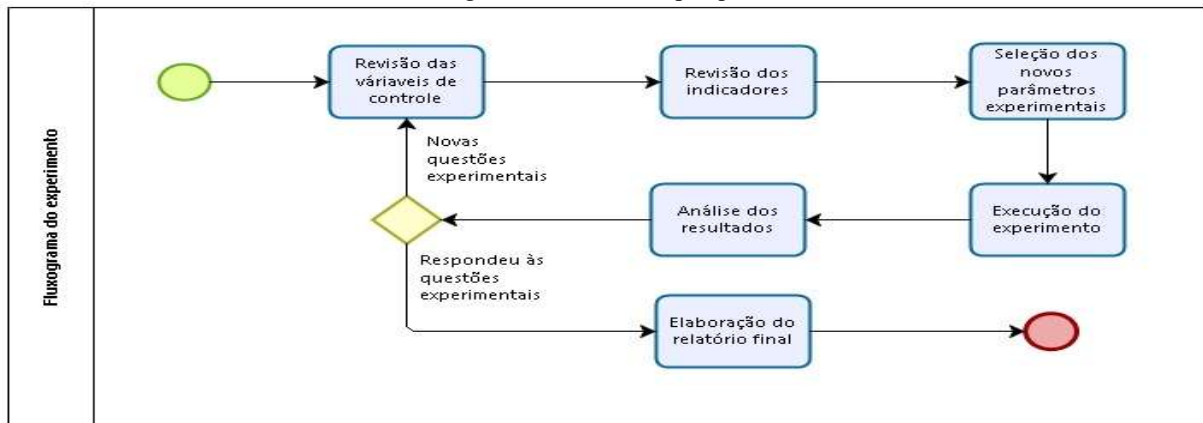 Fluxograma do experimento
Revisão das
váriaveis de
controle
Revisão dos
indicadores
Seleção dos
novos
parâmetros
experimentais
Novas
questões
experimentais
Análise dos
resultados
Execução do
experimento
Respondeu às
questões
experimentais
Elaboração do
relatório final